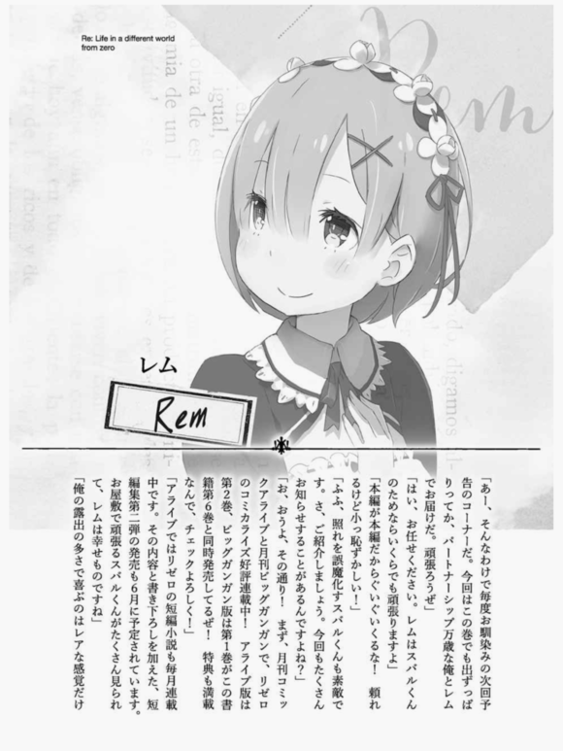 Re: Life in a different world
from zero
Rem
レム
Rem
「あー、そんなわけで毎度お馴染みの次回予
告のコーナーだ。今回はこの巻でも出ずっぱ
りってか、パートナーシップ万歳な俺とレム
でお届けだ。頑張ろうぜ」
「はい、お任せください。レムはスバルくん
のためならいくらでも頑張りますよ」
「本編が本編だからぐいぐいくるな！　頼れ
るけど小っ恥ずかしい！」
「ふふ、照れを誤魔化すスバルくんも素敵で
す。さ、ご紹介しましょう。今回もたくさん
お知らせすることがあるんですよね？」
「お、おうよ、その通り！　まず、月刊コミッ
クアライブと月刊ビッグガンガンで、リゼロ
のコミカライズ好評連載中！　アライブ版は
第2巻、ビッグガンガン版は第1巻がこの書
籍第6巻と同時発売してるぜ！　特典も満載
なんで、チェックよろしく！」
「アライブではリゼロの短編小説も毎月連載
中です。その内容と書き下ろしを加えた、短
編集第二弾の発売も6月に予定されています。
お屋敷で頑張るスバルくんがたくさん見られ
て、レムは幸せものですね」
「俺の露出の多さで喜ぶのはレアな感覚だけ